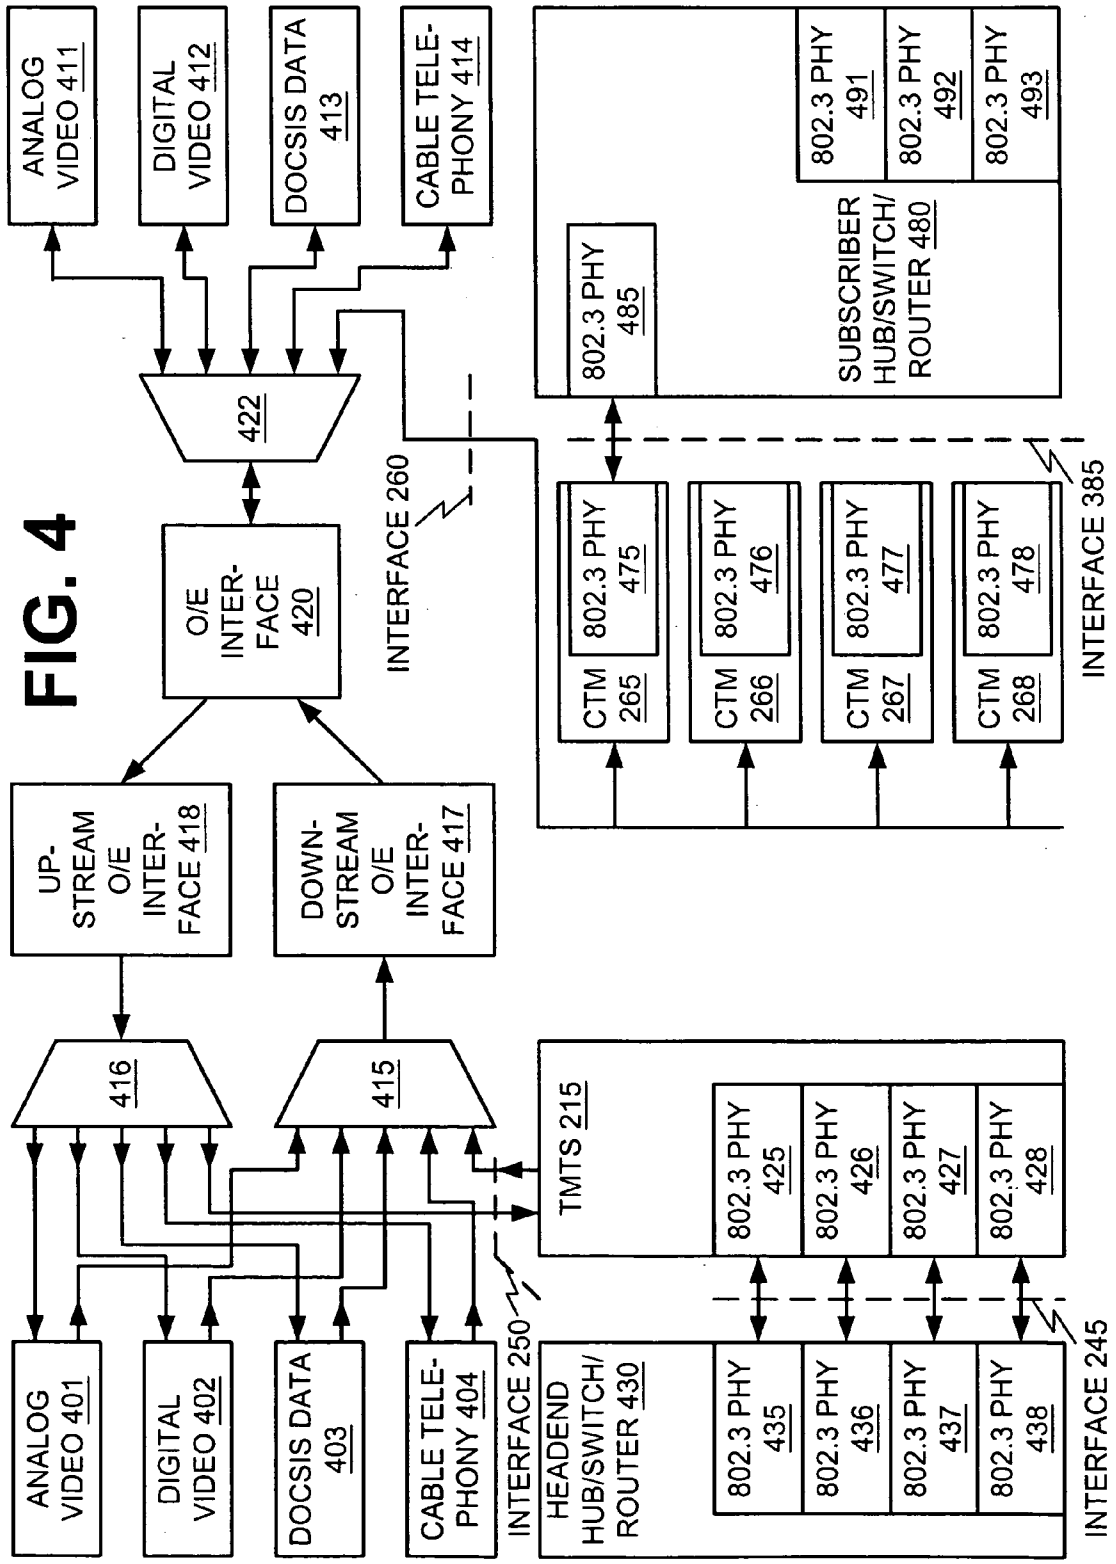 FIG. 4
ANALOG
VIDEO 401
DIGITAL
VIDEO 402
DOCSIS DATA
403
CABLE TELE-
PHONY 404
416
415
UP-
STREAM
O/E
INTER-
FACE 418
DOWN-
STREAM
O/E
INTER-
FACE 417
O/E
INTER-
FACE
420
422
ANALOG
VIDEO 411
DIGITAL
VIDEO 412
DOCSIS DATA
413
CABLE TELE-
PHONY 414
INTERFACE 250
INTERFACE 260
HEADEND
HUB/SWITCH/
ROUTER 430
802.3 PHY
435
802.3 PHY
436
802.3 PHY
437
802.3 PHY
438
INTERFACE 245
TMTS 215
802.3 PHY
425
802.3 PHY
426
802.3 PHY
427
802.3 PHY
428
CTM
265
802.3 PHY
475
CTM
266
802.3 PHY
476
CTM
267
802.3 PHY
477
CTM
268
802.3 PHY
478
INTERFACE 385
802.3 PHY
485
SUBSCRIBER
HUB/SWITCH/
ROUTER 480
802.3 PHY
491
802.3 PHY
492
802.3 PHY
493